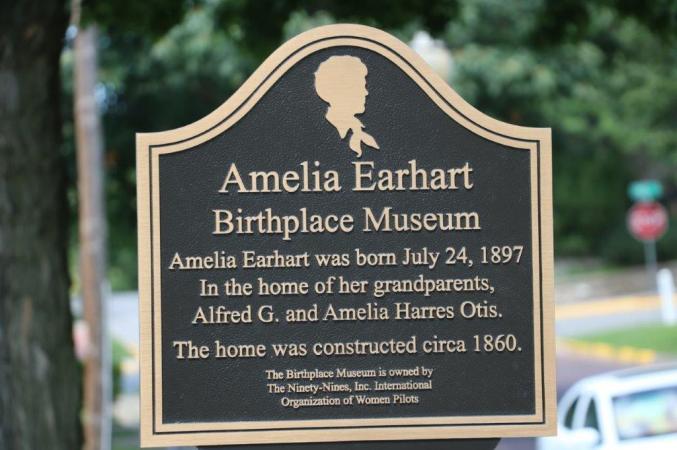 Amelia Earhart
Birthplace Museum
Amelia Earhart was born July 24, 1897
In the home of her grandparents,
Alfred G. and Amelia Harres Otis.
The home was constructed circa 1860.
The Birthplace Museum is owned by
The Ninety-Nines, Inc. International
Organization of Women Pilots